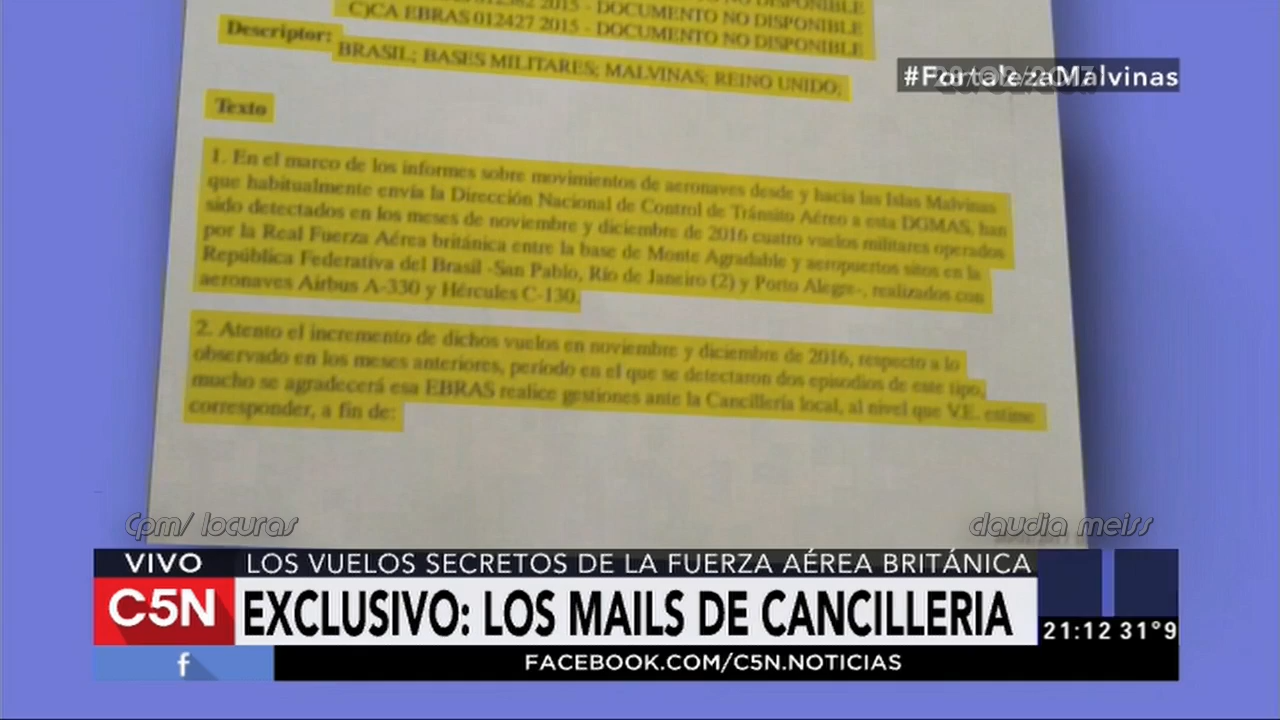 C)CA EBRAS 012427 2015 - DOCUMENTO NO DISPONIBLE
Descriptor:
BRASIL; BASES MILITARES; MALVINAS; REINO UNIDO;
#FortalezaMalvinas
Texto
1. En el marco de los informes sobre movimientos de aeronaves desde y hacia las Islas Malvinas
que habitualmente envía la Dirección Nacional de Control de Tránsito Aéreo a esta DGMAS, han
sido detectados en los meses de noviembre y diciembre de 2016 cuatro vuelos militares operados
por la Real Fuerza Aérea británica entre la base de Monte Agradable y aeropuertos sitos en la
República Federativa del Brasil -San Pablo, Río de Janeiro (2) y Porto Alegre-, realizados con
aeronaves Airbus A-330 y Hércules C-130.
2. Atento el incremento de dichos vuelos en noviembre y diciembre de 2016, respecto a lo
observado en los meses anteriores, período en el que se detectaron dos episodios de este tipo,
mucho se agradecerá esa EBRAS realice gestiones ante la Cancillería local, al nivel que V.E. estime
corresponder, a fin de:
Cpm/ locuras
claudia meiss
VIVO
LOS VUELOS SECRETOS DE LA FUERZA AÉREA BRITÁNICA
C5N
EXCLUSIVO: LOS MAILS DE CANCILLERIA
21:12 31°9
f
FACEBOOK.COM/C5N.NOTICIAS